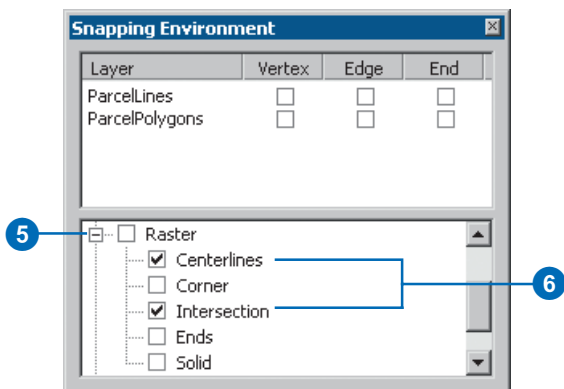 Snapping Environment
Layer Vertex Edge End
ParcelLines
ParcelPolygons
5 Raster
Centerlines
6
Corner
Intersection
Ends
Solid